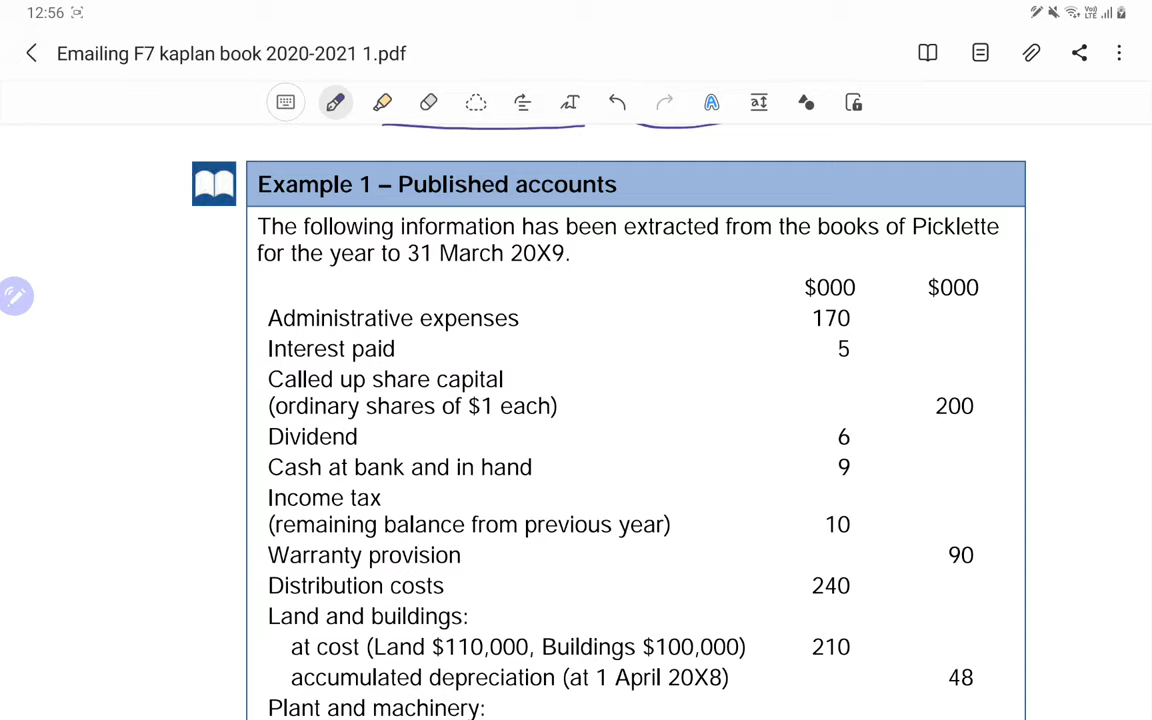 12:56
Vo))
LTE
Emailing F7 kaplan book 2020-2021 1.pdf
Example 1 – Published accounts
The following information has been extracted from the books of Picklette
for the year to 31 March 20X9.
$000 $000
Administrative expenses 170
Interest paid 5
Called up share capital
(ordinary shares of $1 each) 200
Dividend 6
Cash at bank and in hand 9
Income tax
(remaining balance from previous year) 10
Warranty provision 90
Distribution costs 240
Land and buildings:
at cost (Land $110,000, Buildings $100,000) 210
accumulated depreciation (at 1 April 20X8) 48
Plant and machinery: